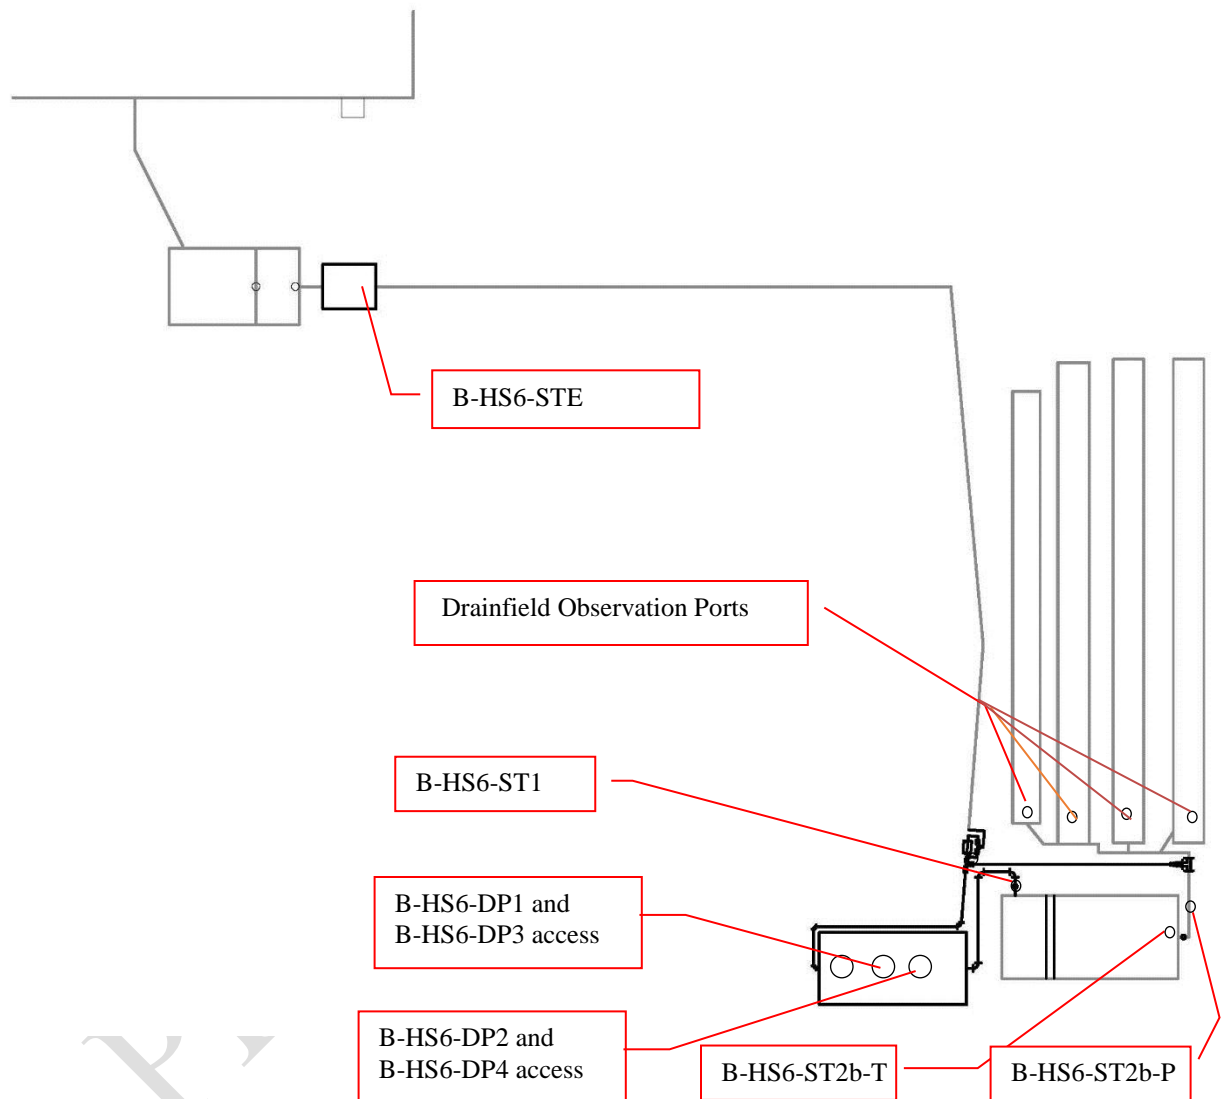 B-HS6-STE
Drainfield Observation Ports
B-HS6-ST1
B-HS6-DP1 and
B-HS6-DP3 access
B-HS6-DP2 and
B-HS6-DP4 access
B-HS6-ST2b-T
B-HS6-ST2b-P